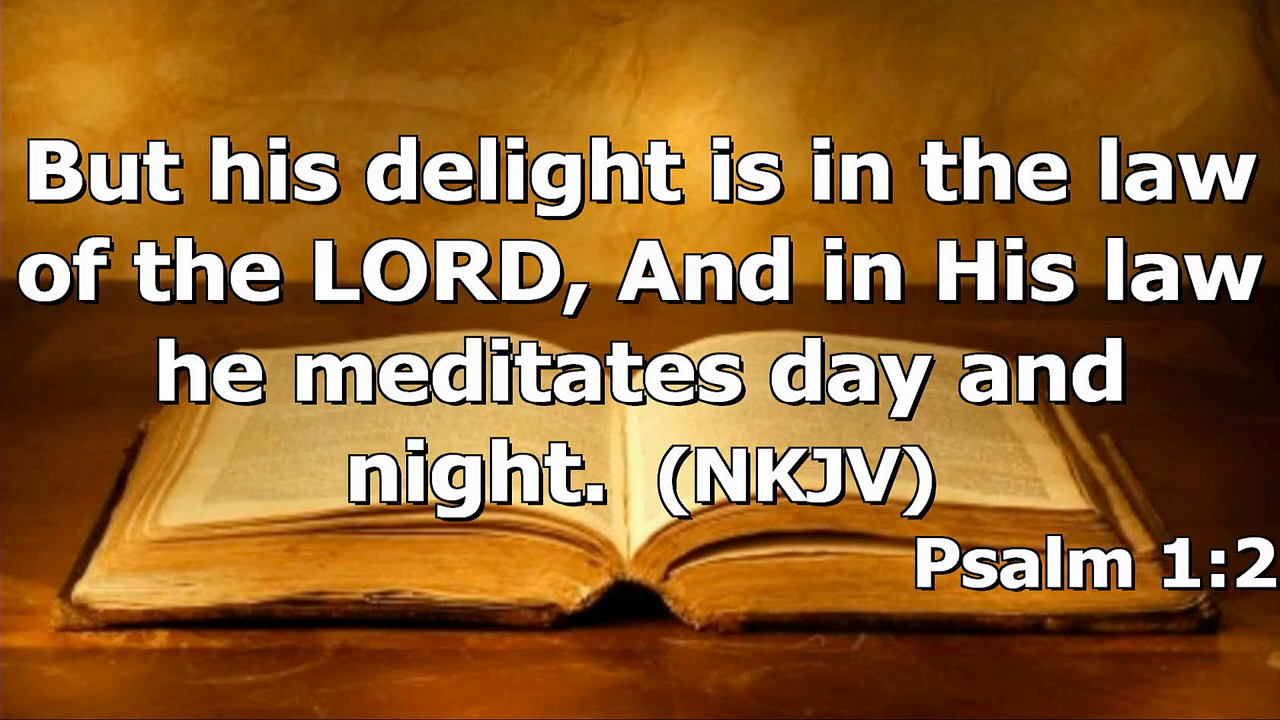 But his delight is in the law
of the LORD, And in His law
he meditates day and
night. (NKJV)
Psalm 1:2